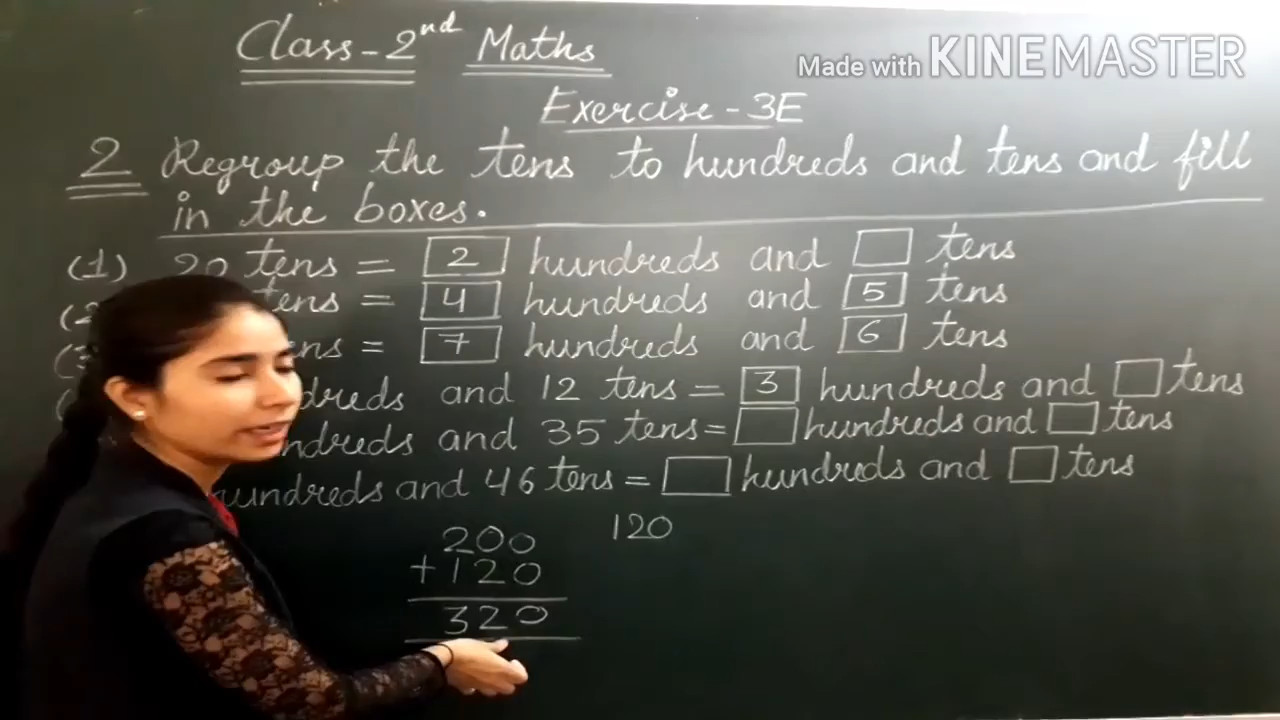 Class-2nd Maths
Made with KINEMASTER
Exercise-3E
2 Regroup the tens to hundreds and tens and fill
in the boxes.
(1) 20 tens = 2 hundreds and tens
(2 tens = 4 hundreds and 5 tens
(3 = 7 hundreds and 6 tens
and 12 tens = 3 hundreds and tens
and 35 tens = hundreds and tens
hundreds and 46 tens = hundreds and tens
200 120
+120
320